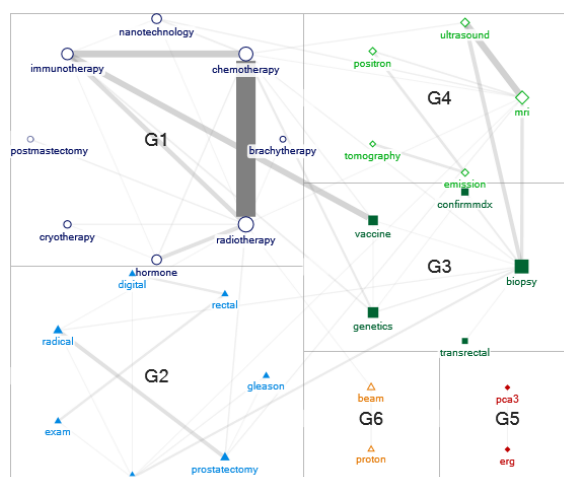 nanotechnology
ultrasound
immunotherapy
chemotherapy
positron
G4
mri
G1
postmastectomy
brachytherapy
tomography
emission
confirmmdx
cryotherapy
radiotherapy
vaccine
hormone
G3
digital
biopsy
rectal
radical
genetics
transrectal
G2
gleason
beam
pca3
G6
G5
exam
prostatectomy
proton
erg